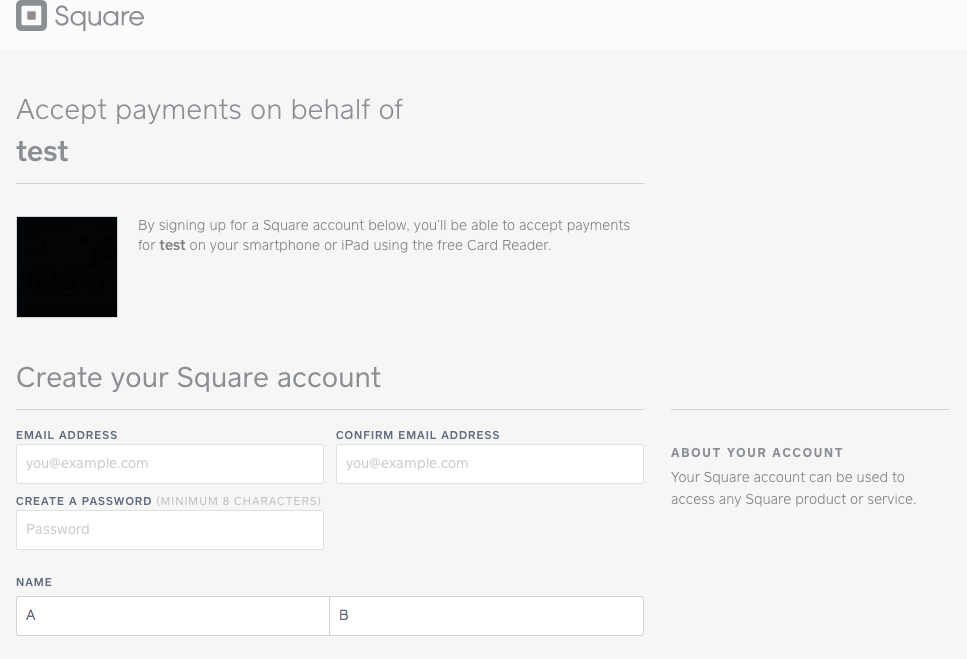 Square
Accept payments on behalf of
test
By signing up for a Square account below, you'll be able to accept payments
for test on your smartphone or iPad using the free Card Reader.
Create your Square account
EMAIL ADDRESS
CONFIRM EMAIL ADDRESS
you@example.com
you@example.com
CREATE A PASSWORD (MINIMUM 8 CHARACTERS)
Password
NAME
A
B
ABOUT YOUR ACCOUNT
Your Square account can be used to
access any Square product or service.